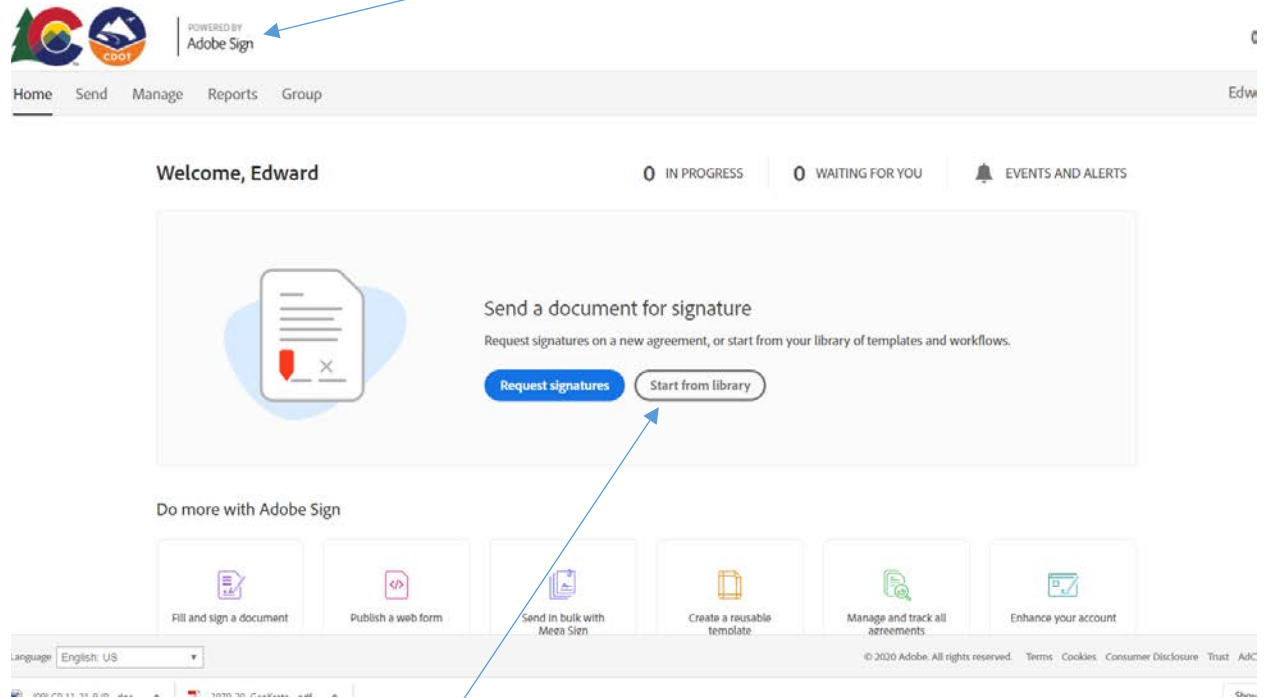 CDOT
POWERED BY
Adobe Sign
Home Send Manage Reports Group
Welcome, Edward
0 IN PROGRESS 0 WAITING FOR YOU EVENTS AND ALERTS
Send a document for signature
Request signatures on a new agreement, or start from your library of templates and workflows.
Request signatures Start from library
Do more with Adobe Sign
Fill and sign a document
Publish a web form
Send in bulk with
Mega Sign
Create a reusable
template
Manage and track all
agreements
Enhance your account
Language English: US © 2020 Adobe. All rights reserved. Terms Cookies Consumer Disclosure Trust